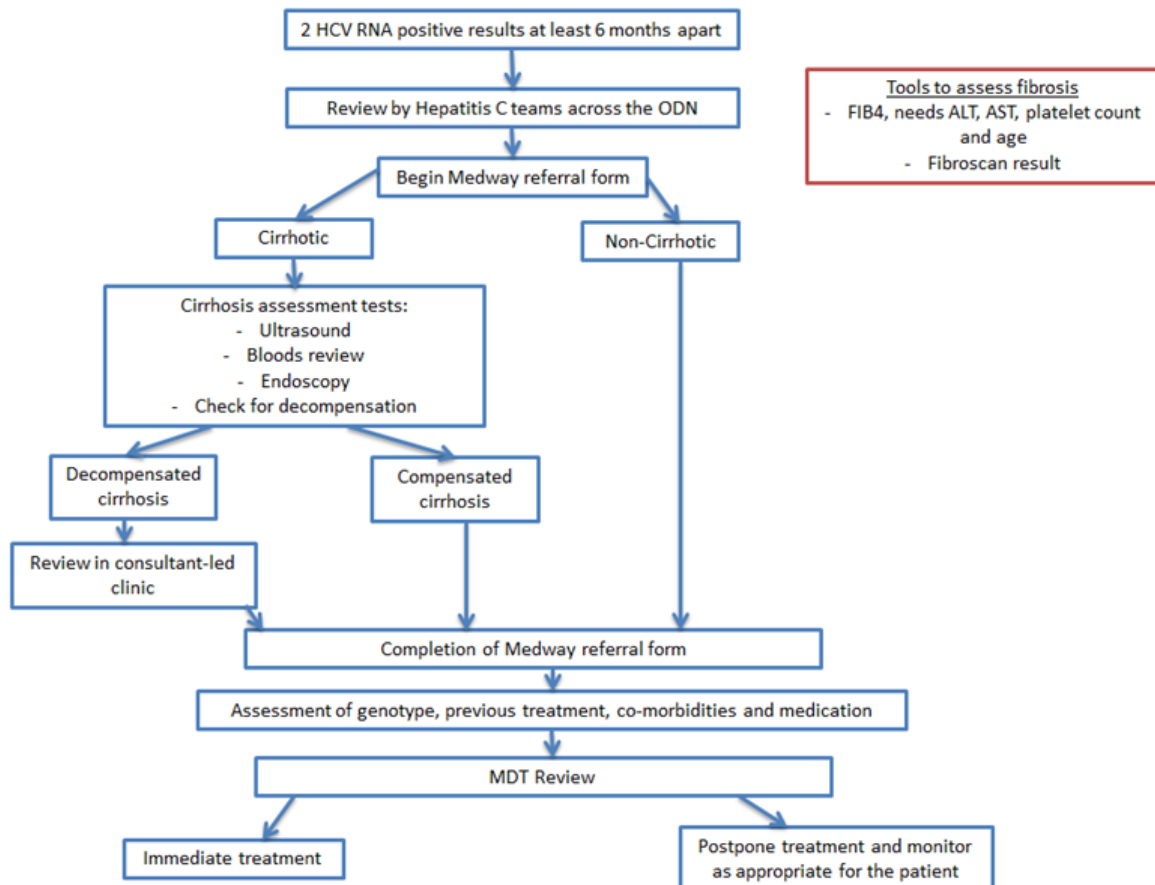 2 HCV RNA positive results at least 6 months apart
Review by Hepatitis C teams across the ODN
Tools to assess fibrosis
- FIB4, needs ALT, AST, platelet count
and age
- Fibroscan result
Begin Medway referral form
Cirrhotic
Non-Cirrhotic
Cirrhosis assessment tests:
- Ultrasound
- Bloods review
- Endoscopy
- Check for decompensation
Decompensated
cirrhosis
Compensated
cirrhosis
Review in consultant-led
clinic
Completion of Medway referral form
Assessment of genotype, previous treatment, co-morbidities and medication
MDT Review
Immediate treatment
Postpone treatment and monitor
as appropriate for the patient